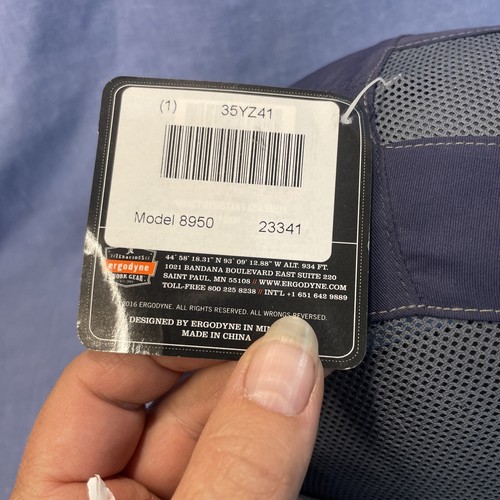 (1) 35YZ41
Model 8950 23341
ergodyne
WORK GEAR
44° 58' 18.31" N 93° 09' 12.88" W ALT. 934 FT.
1021 BANDANA BOULEVARD EAST SUITE 220
SAINT PAUL, MN 55108 // WWW.ERGODYNE.COM
TOLL-FREE 800 225 8238 // INT'L +1 651 642 9889
2016 ERGODYNE. ALL RIGHTS RESERVED. ALL WRONGS REVERSED.
DESIGNED BY ERGODYNE IN
MADE IN CHINA